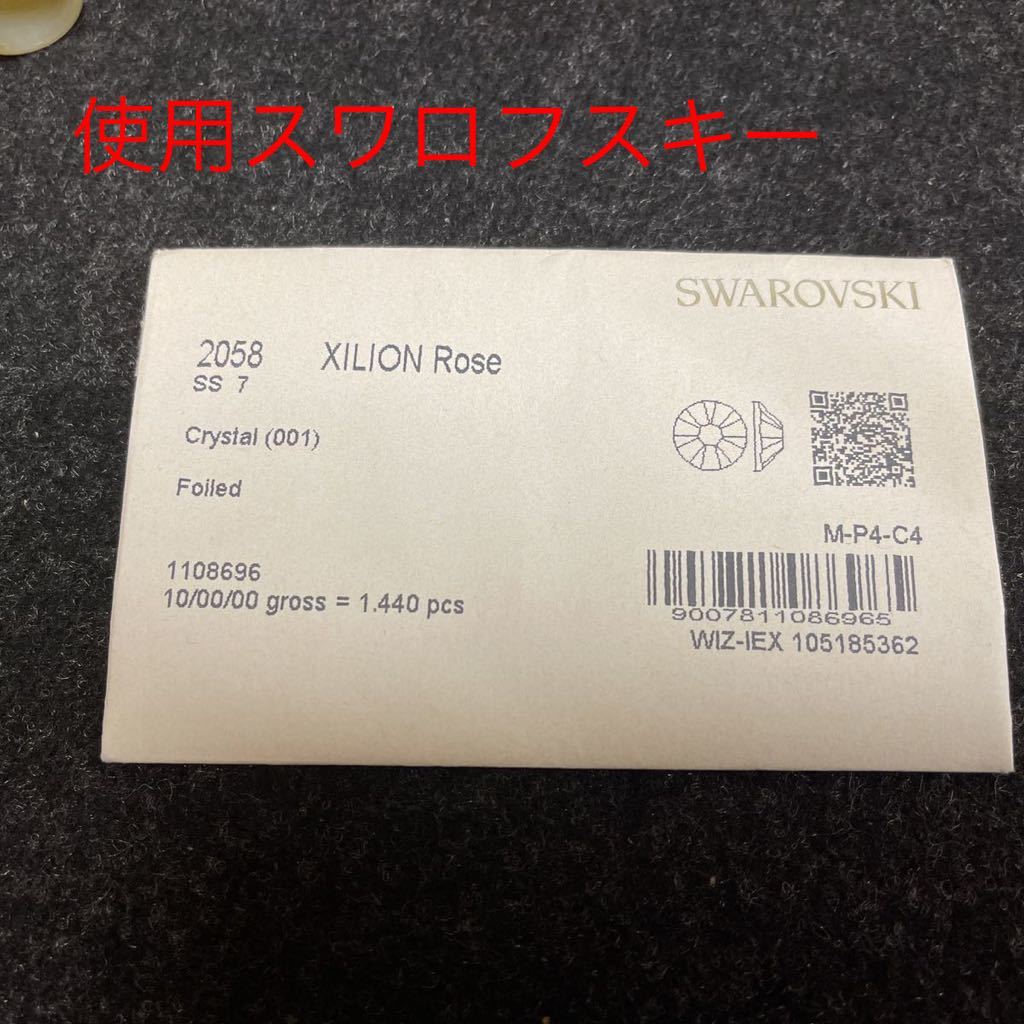 使用スワロフスキー
SWAROVSKI
2058 XILION Rose
SS 7
Crystal (001)
Foiled
M-P4-C4
1108696
10/00/00 gross = 1.440 pcs
9007811086965
WIZ-IEX 105185362